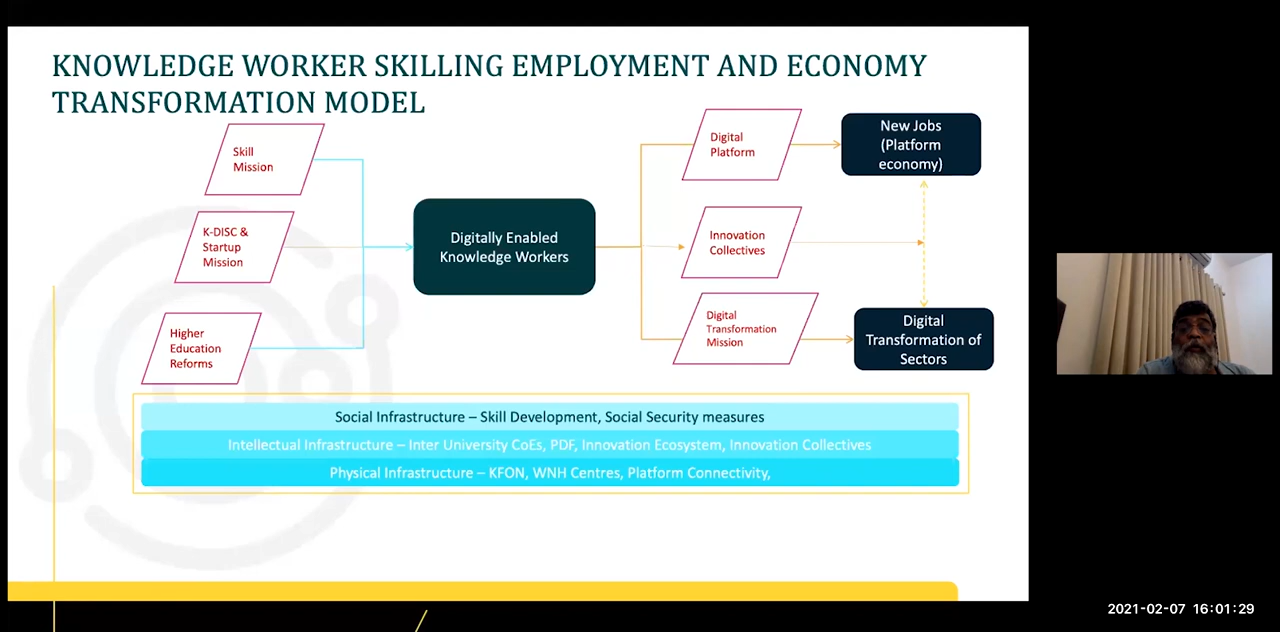 KNOWLEDGE WORKER SKILLING EMPLOYMENT AND ECONOMY
TRANSFORMATION MODEL
Skill
Mission
K-DISC &
Startup
Mission
Higher
Education
Reforms
Digitally Enabled
Knowledge Workers
Digital
Platform
Innovation
Collectives
Digital
Transformation
Mission
New Jobs
(Platform
economy)
Digital
Transformation of
Sectors
Social Infrastructure – Skill Development, Social Security measures
Intellectual Infrastructure – Inter University CoEs, PDF, Innovation Ecosystem, Innovation Collectives
Physical Infrastructure – KFON, WNH Centres, Platform Connectivity,
2021-02-07 16:01:29